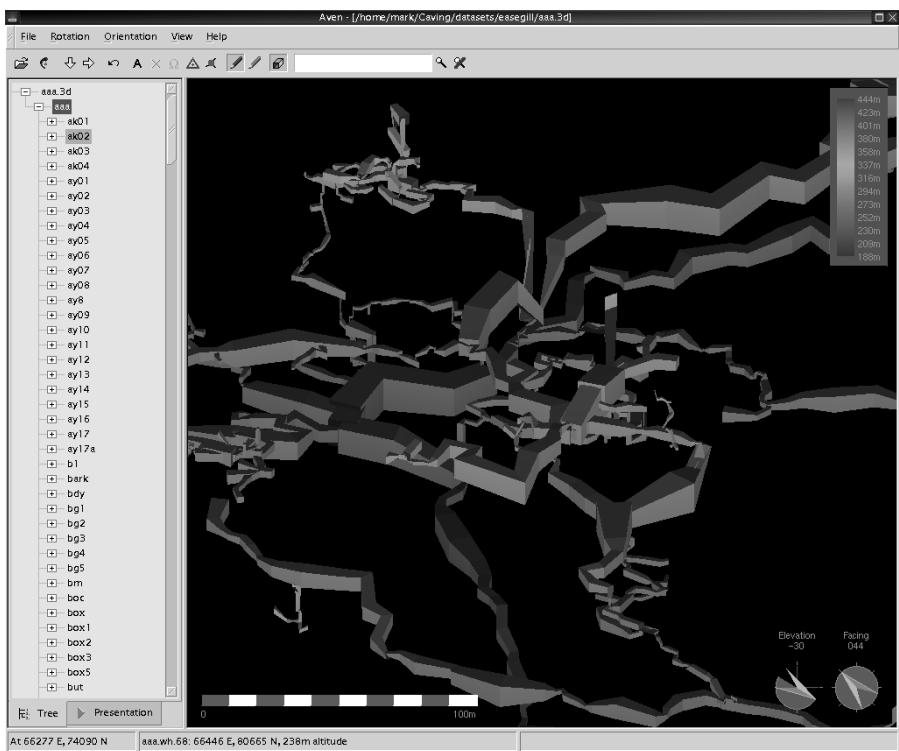 Aven - [/home/mark/Caving/datasets/easegill/aaa.3d]
File Rotation Orientation View Help
A
aaa.3d
aaa
ak01
ak02
ak03
ak04
ay01
ay02
ay03
ay04
ay05
ay06
ay07
ay08
ay8
ay09
ay10
ay11
ay12
ay13
ay14
ay15
ay16
ay17
ay17a
b1
bark
bdy
bg1
bg2
bg3
bg4
bg5
bm
boc
box
box1
box2
box3
box5
but
444m
423m
401m
380m
358m
337m
316m
294m
273m
252m
230m
209m
188m
Elevation
-30
Facing
044
0 100m
Tree Presentation
At 66277 E, 74090 N aaa.wh.68: 66446 E, 80665 N, 238m altitude